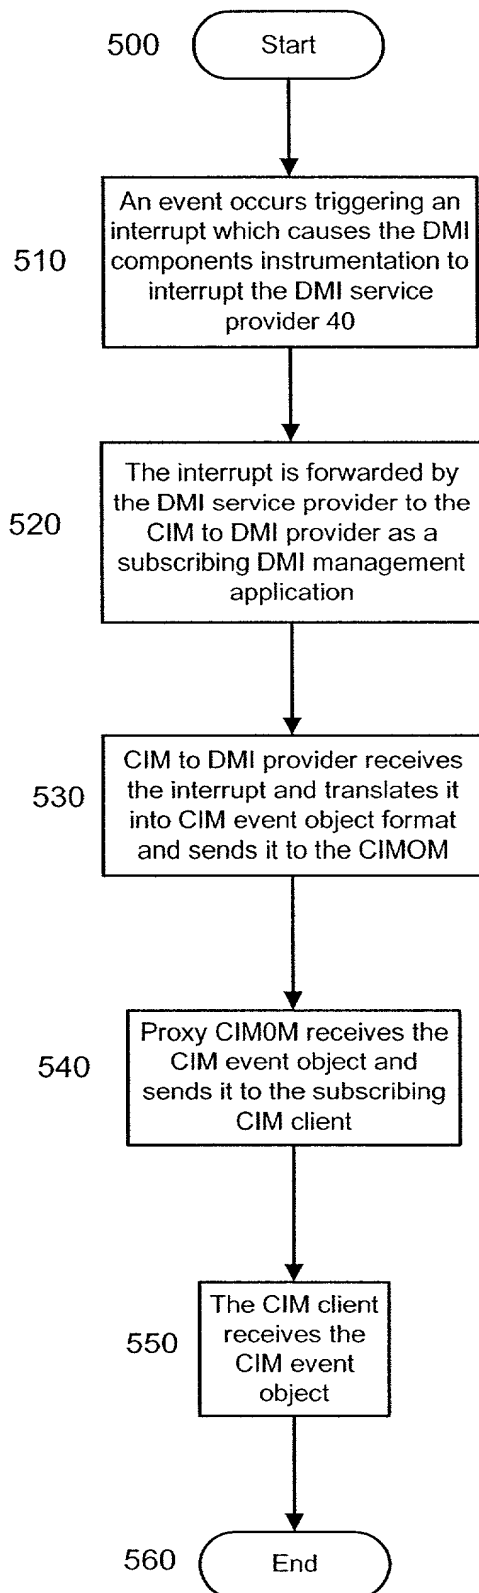 500
Start
510
An event occurs triggering an
interrupt which causes the DMI
components instrumentation to
interrupt the DMI service
provider 40
520
The interrupt is forwarded by
the DMI service provider to the
CIM to DMI provider as a
subscribing DMI management
application
530
CIM to DMI provider receives
the interrupt and translates it
into CIM event object format
and sends it to the CIMOM
540
Proxy CIM0M receives the
CIM event object and
sends it to the subscribing
CIM client
550
The CIM client
receives the
CIM event
object
560
End